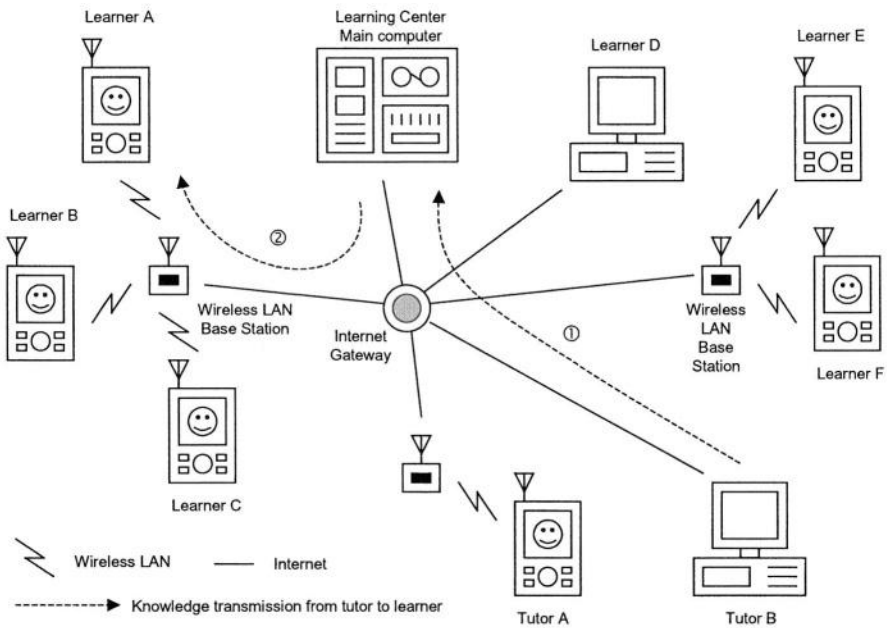 Learner A
Learning Center
Main computer
Learner D
Learner E
Learner B
Wireless LAN
Base Station
②
Internet
Gateway
①
Wireless
LAN
Base
Station
Learner F
Learner C
Wireless LAN
Internet
Knowledge transmission from tutor to learner
Tutor A
Tutor B